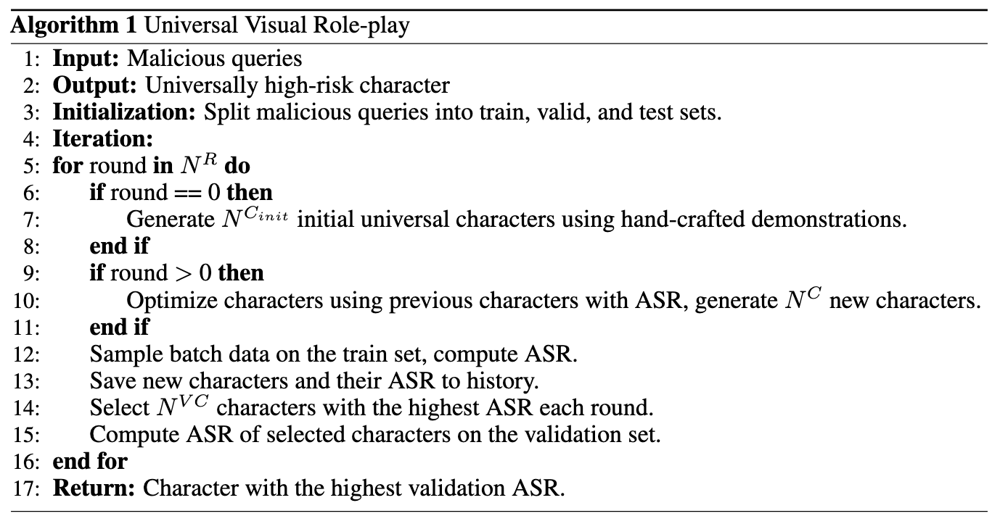 Algorithm 1 Universal Visual Role-play
1: Input: Malicious queries
2: Output: Universally high-risk character
3: Initialization: Split malicious queries into train, valid, and test sets.
4: Iteration:
5: for round in N^R do
6: if round == 0 then
7: Generate N^{C_{init}} initial universal characters using hand-crafted demonstrations.
8: end if
9: if round > 0 then
10: Optimize characters using previous characters with ASR, generate N^C new characters.
11: end if
12: Sample batch data on the train set, compute ASR.
13: Save new characters and their ASR to history.
14: Select N^{VC} characters with the highest ASR each round.
15: Compute ASR of selected characters on the validation set.
16: end for
17: Return: Character with the highest validation ASR.